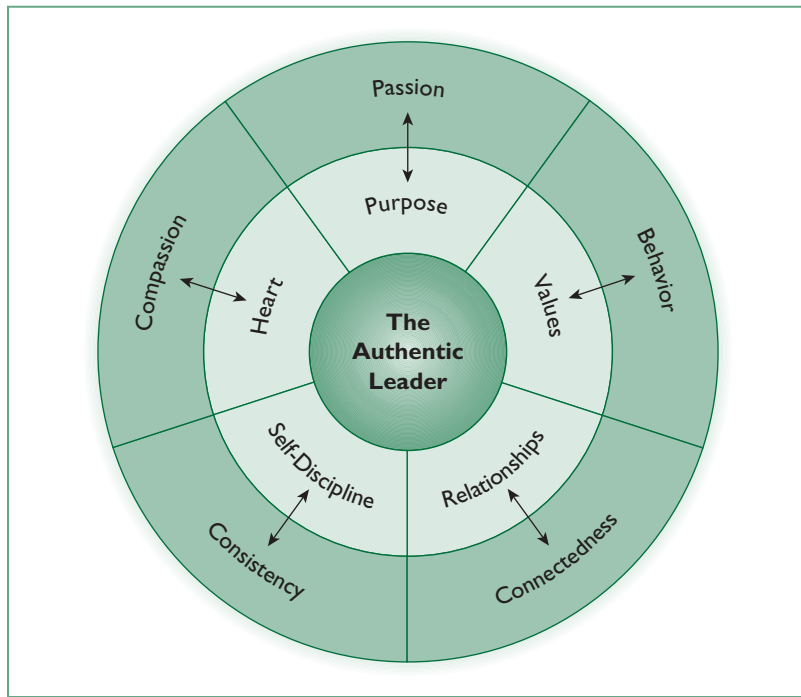 Passion
Purpose
Behavior
Values
Connectedness
Relationships
Consistency
Self-Discipline
Compassion
Heart
The
Authentic
Leader